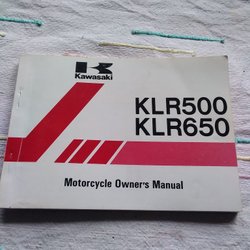 Kawasaki
KLR500
KLR650
Motorcycle Owner's Manual